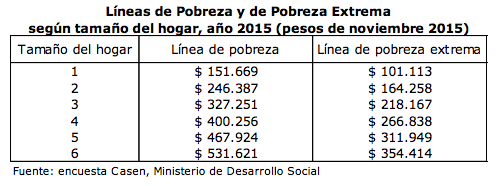 Líneas de Pobreza y de Pobreza Extrema
según tamaño del hogar, año 2015 (pesos de noviembre 2015)
Tamaño del hogar Línea de pobreza Línea de pobreza extrema
1 $ 151.669 $ 101.113
2 $ 246.387 $ 164.258
3 $ 327.251 $ 218.167
4 $ 400.256 $ 266.838
5 $ 467.924 $ 311.949
6 $ 531.621 $ 354.414
Fuente: encuesta Casen, Ministerio de Desarrollo Social